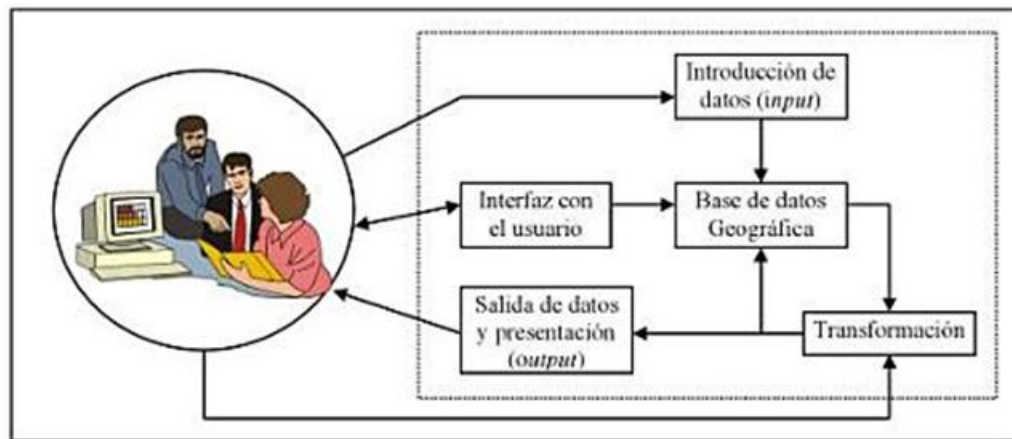 Introducción de
datos (input)
Interfaz con
el usuario
Base de datos
Geográfica
Salida de datos
y presentación
(output)
Transformación